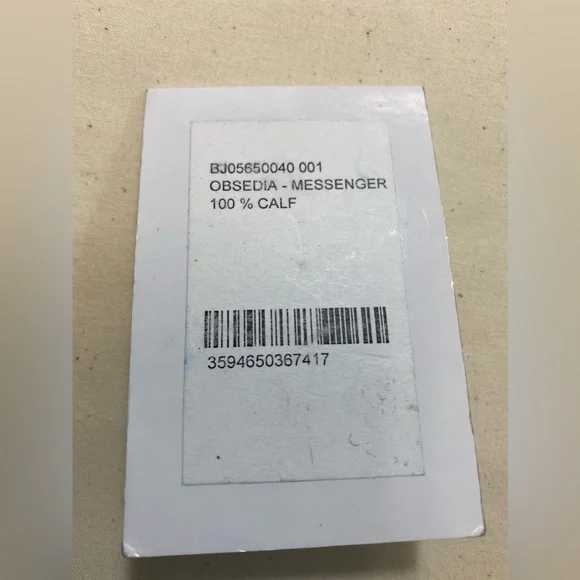 BJ05650040 001
OBSEDIA - MESSENGER
100 % CALF
3594650367417